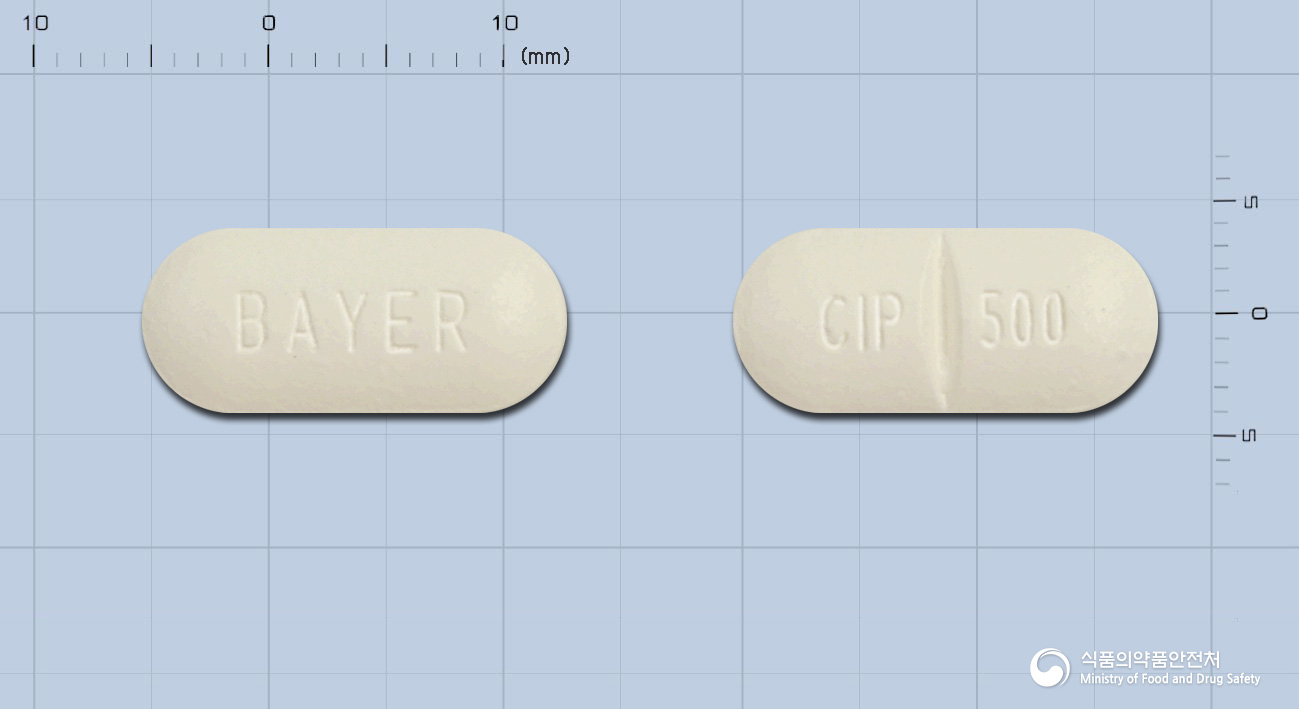 10 0 10
(mm)
BAYER
CIP 500
5
0
5
식품의약품안전처
Ministry of Food and Drug Safety